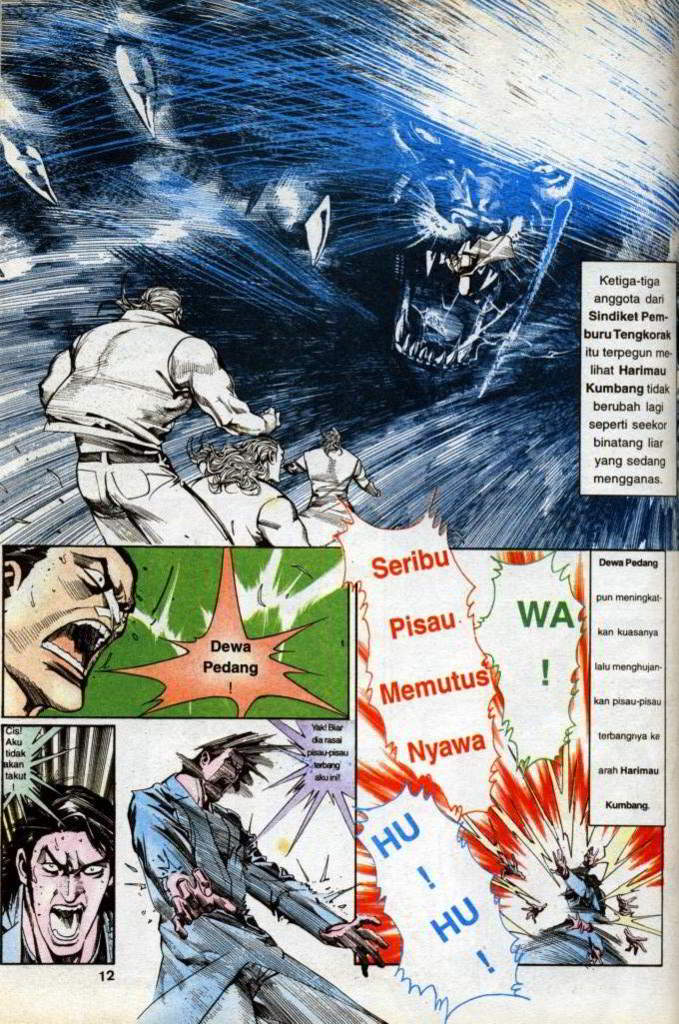 Ketiga-tiga
anggota dari
Sindiket Pem-
buru Tengkorak
itu terpegun me-
lihat Harimau
Kumbang tidak
berubah lagi
seperti seekor
binatang liar
yang sedang
mengganas.
Dewa
Pedang
!
Seribu
Pisau
Memutus
Nyawa
WA
!
Dewa Pedang
pun meningkat-
kan kuasanya
lalu menghujan-
kan pisau-pisau
terbangnya ke
arah Harimau
Kumbang.
Cis!
Aku
tidak
akan
takut
!
Yak! Biar
dia rasai
pisau-pisau
terbang
aku ini!!
HU
!
HU
!
12